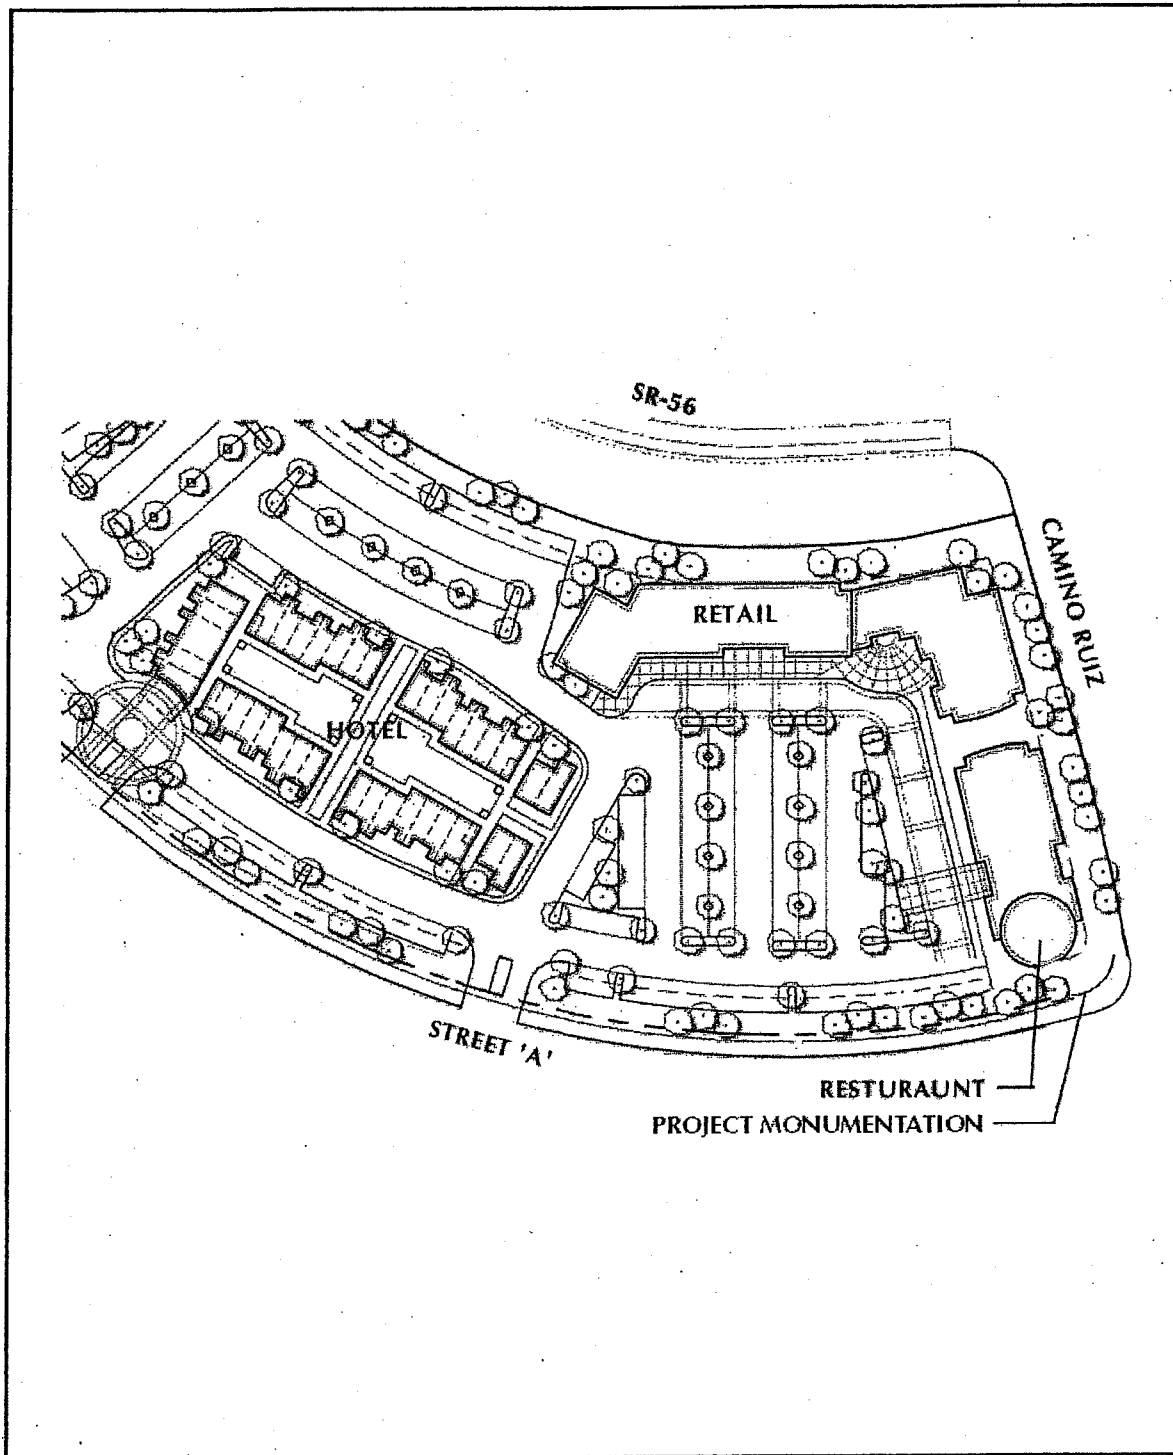 SR-56
CAMINO RUIZ
RETAIL
HOTEL
STREET 'A'
RESTURAUNT
PROJECT MONUMENTATION